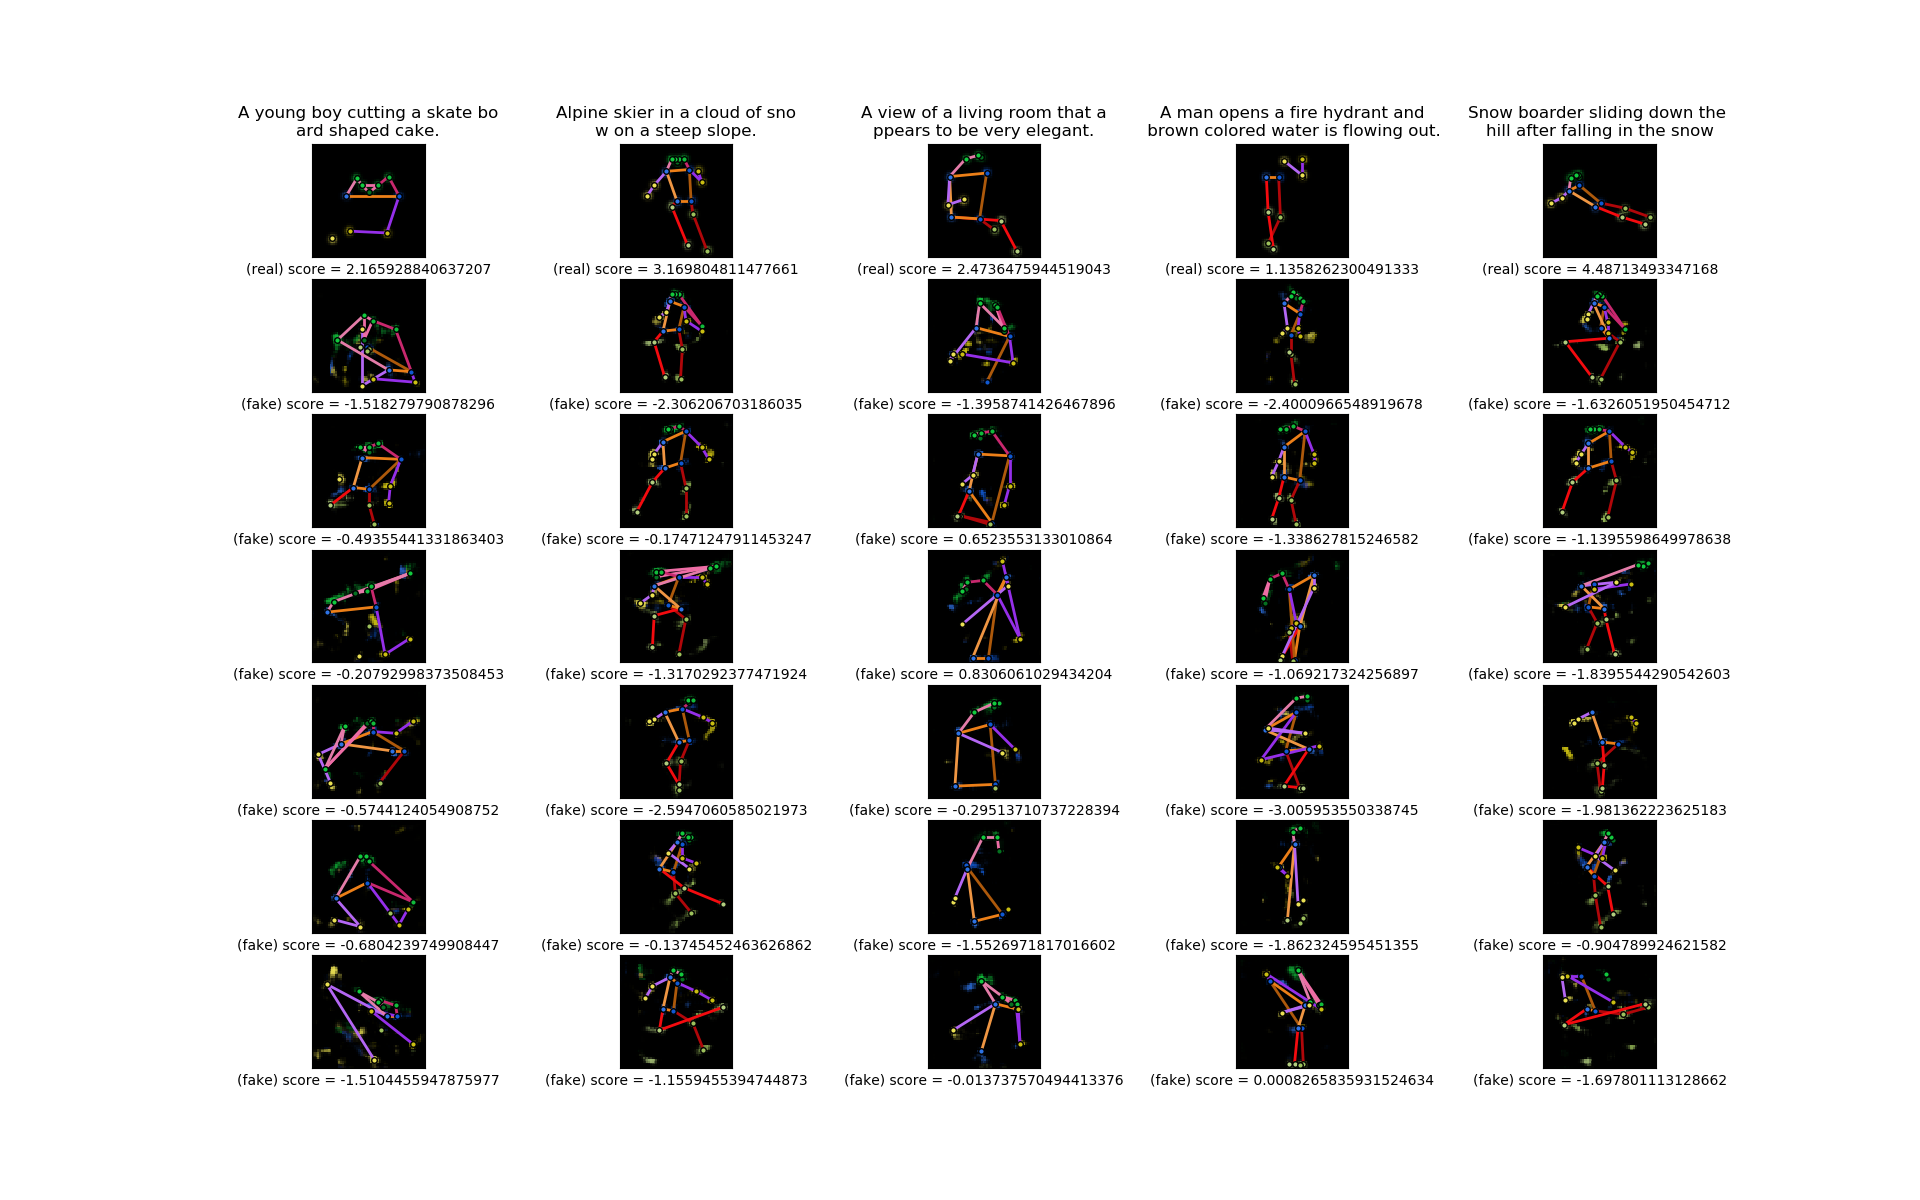 A young boy cutting a skate bo
ard shaped cake.
Alpine skier in a cloud of sno
w on a steep slope.
A view of a living room that a
ppears to be very elegant.
A man opens a fire hydrant and
brown colored water is flowing out.
Snow boarder sliding down the
hill after falling in the snow
(real) score = 2.165928840637207
(real) score = 3.169804811477661
(real) score = 2.4736475944519043
(real) score = 1.1358262300491333
(real) score = 4.48713493347168
(fake) score = -1.518279790878296
(fake) score = -2.306206703186035
(fake) score = -1.3958741426467896
(fake) score = -2.4000966548919678
(fake) score = -1.6326051950454712
(fake) score = -0.49355441331863403
(fake) score = -0.17471247911453247
(fake) score = 0.6523553133010864
(fake) score = -1.338627815246582
(fake) score = -1.1395598649978638
(fake) score = -0.20792998373508453
(fake) score = -1.3170292377471924
(fake) score = 0.8306061029434204
(fake) score = -1.069217324256897
(fake) score = -1.8395544290542603
(fake) score = -0.5744124054908752
(fake) score = -2.5947060585021973
(fake) score = -0.29513710737228394
(fake) score = -3.005953550338745
(fake) score = -1.981362223625183
(fake) score = -0.6804239749908447
(fake) score = -0.13745452463626862
(fake) score = -1.5526971817016602
(fake) score = -1.862324595451355
(fake) score = -0.904789924621582
(fake) score = -1.5104455947875977
(fake) score = -1.1559455394744873
(fake) score = -0.013737570494413376
(fake) score = 0.0008265835931524634
(fake) score = -1.697801113128662